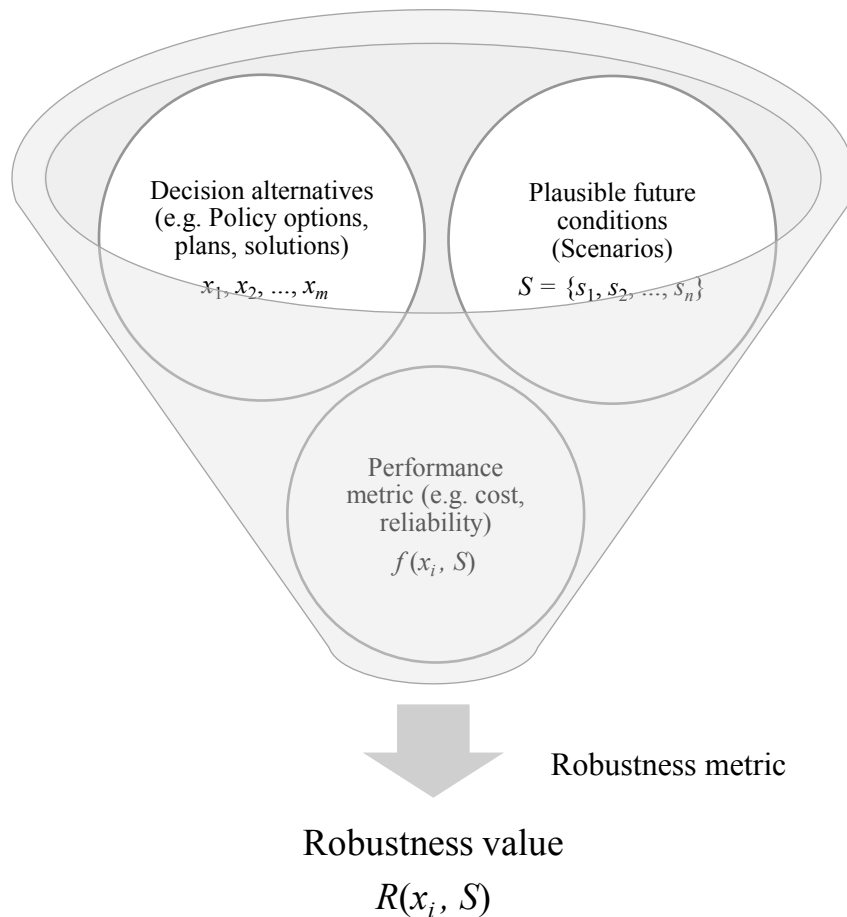 Decision alternatives
(e.g. Policy options,
plans, solutions)
x₁, x₂, ..., xₘ
Plausible future
conditions
(Scenarios)
S = {s₁, s₂, ..., sₙ}
Performance
metric (e.g. cost,
reliability)
f(xᵢ, S)
Robustness metric
Robustness value
R(xᵢ, S)